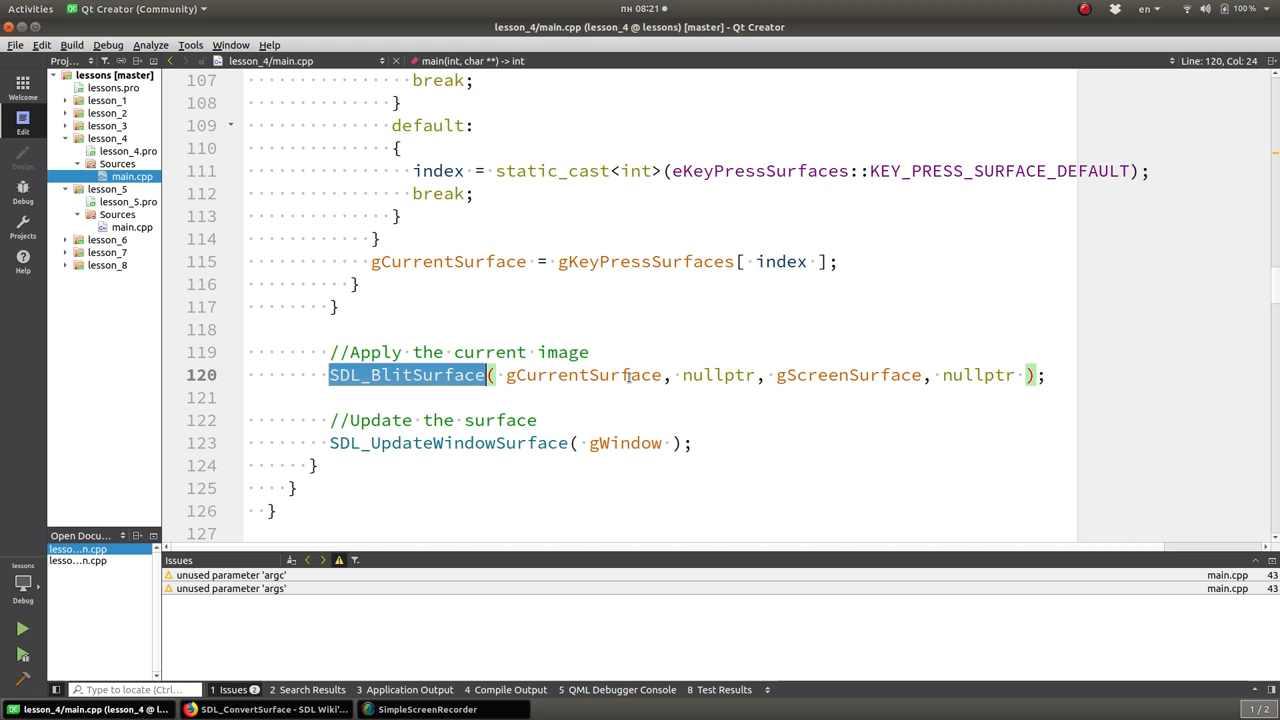 Activities Qt Creator (Community) пн 08:21 en 100 %
lesson_4/main.cpp (lesson_4 @ lessons) [master] - Qt Creator
File Edit Build Debug Analyze Tools Window Help
Proj... lesson_4/main.cpp main(int, char **) -> int Line: 120, Col: 24
Welcome
Edit
Design
Debug
Projects
Help
lessons
Debug
lessons [master]
lessons.pro
lesson_1
lesson_2
lesson_3
lesson_4
lesson_4.pro
Sources
main.cpp
lesson_5
lesson_5.pro
Sources
main.cpp
lesson_6
lesson_7
lesson_8
Open Docu...
lesso...n.cpp
lesso...n.cpp
107 break;
108 }
109 default:
110 {
111 index = static_cast<int>(eKeyPressSurfaces::KEY_PRESS_SURFACE_DEFAULT);
112 break;
113 }
114 }
115 gCurrentSurface = gKeyPressSurfaces[ index ];
116 }
117 }
118
119 //Apply the current image
120 SDL_BlitSurface( gCurrentSurface, nullptr, gScreenSurface, nullptr );
121
122 //Update the surface
123 SDL_UpdateWindowSurface( gWindow );
124 }
125 }
126 }
127
Issues
unused parameter 'argc' main.cpp 43
unused parameter 'args' main.cpp 43
Type to locate (Ctrl+... 1 Issues 2 2 Search Results 3 Application Output 4 Compile Output 5 QML Debugger Console 8 Test Results
main.cpp (lesson_4 @ l... SDL_ConvertSurface - SDL Wiki'... SimpleScreenRecorder 1 / 2